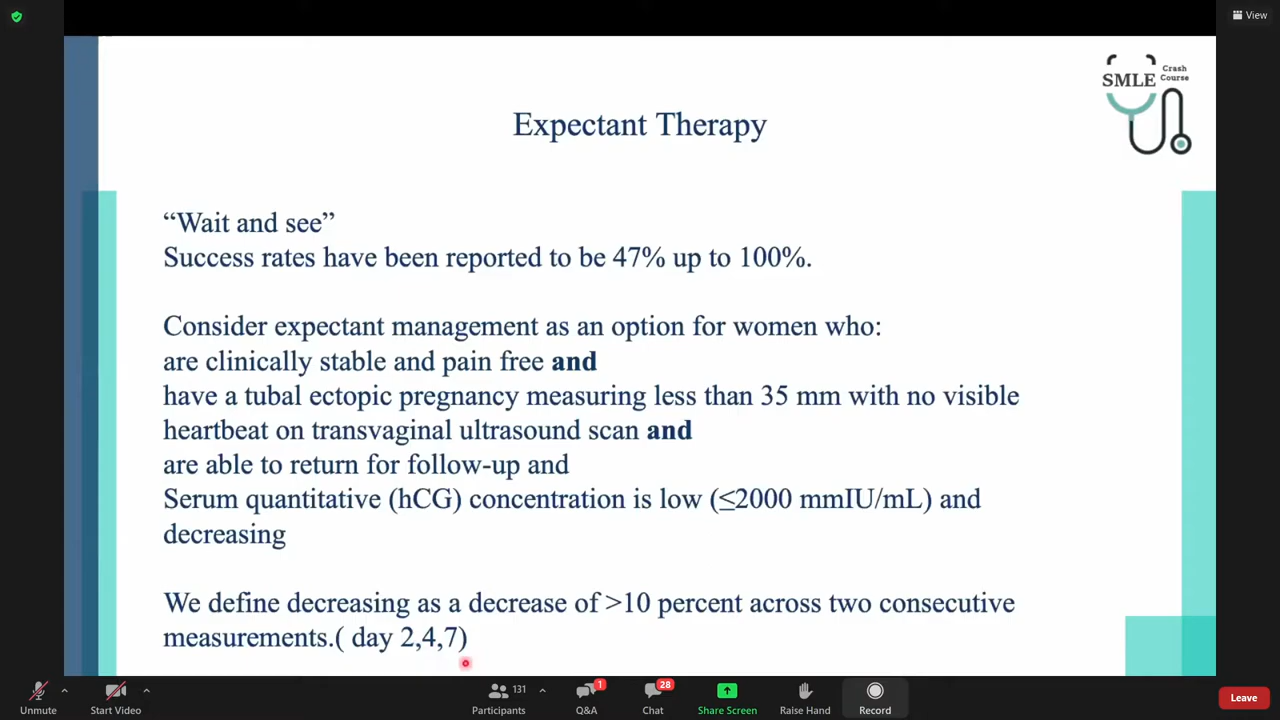 View
SMLE Crash
Course
Expectant Therapy
“Wait and see”
Success rates have been reported to be 47% up to 100%.
Consider expectant management as an option for women who:
are clinically stable and pain free and
have a tubal ectopic pregnancy measuring less than 35 mm with no visible
heartbeat on transvaginal ultrasound scan and
are able to return for follow-up and
Serum quantitative (hCG) concentration is low (≤2000 mmIU/mL) and
decreasing
We define decreasing as a decrease of >10 percent across two consecutive
measurements.( day 2,4,7)
Unmute
Start Video
Participants 131
Q&A 1
Chat 28
Share Screen
Raise Hand
Record
Leave